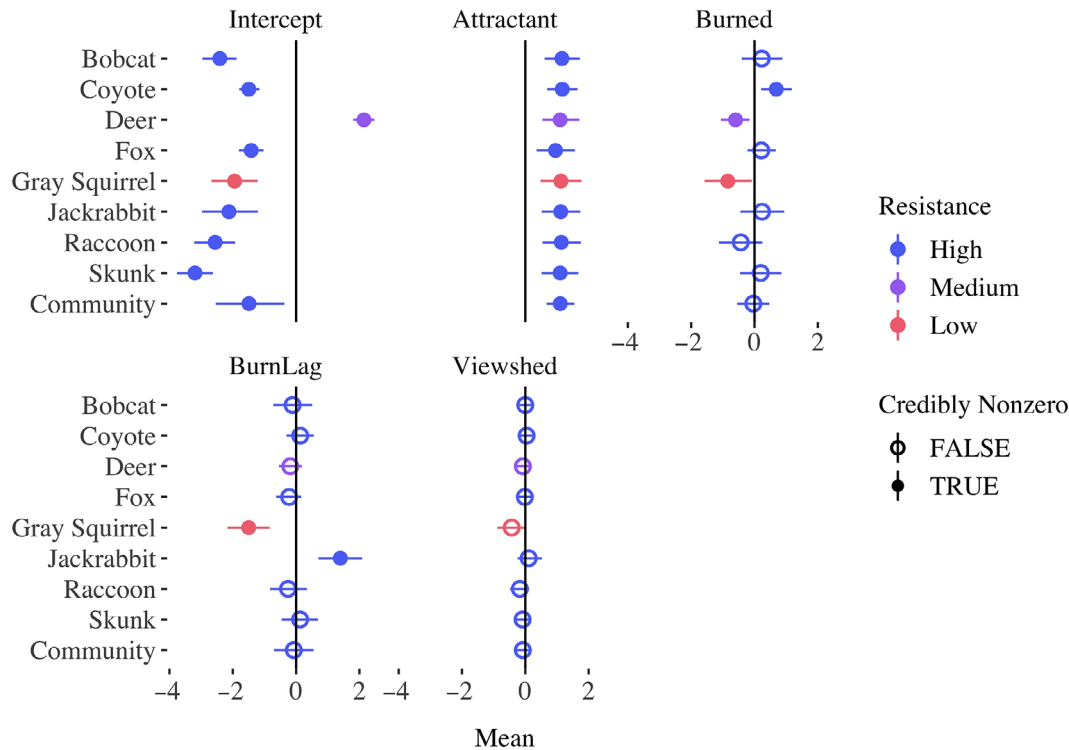 Intercept Attractant Burned
Bobcat
Coyote
Deer
Fox
Gray Squirrel
Jackrabbit
Raccoon
Skunk
Community
−4 −2 0 2
BurnLag Viewshed
Bobcat
Coyote
Deer
Fox
Gray Squirrel
Jackrabbit
Raccoon
Skunk
Community
−4 −2 0 2 −4 −2 0 2
Mean
Resistance
High
Medium
Low
Credibly Nonzero
FALSE
TRUE